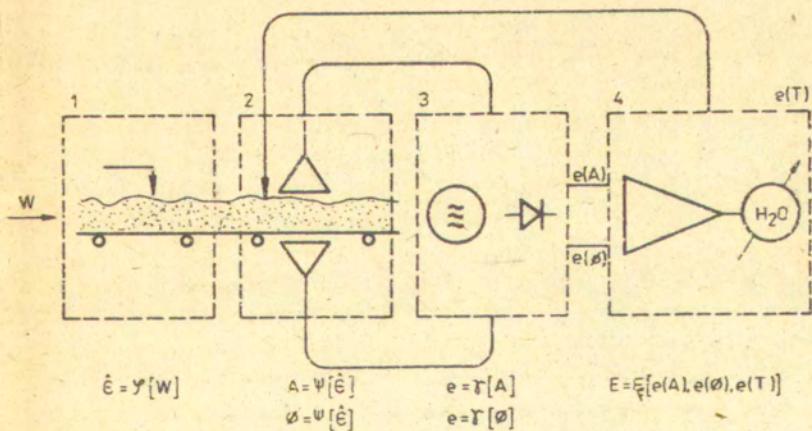 1 2 3 4 e(T)
W
e(A)
e(ø)
H₂O
ε̂ = φ[W] A = Ψ[ε̂] e = γ[A] E = ξ[e(A), e(ø), e(T)]
ø = Ψ[ε̂] e = γ[ø]